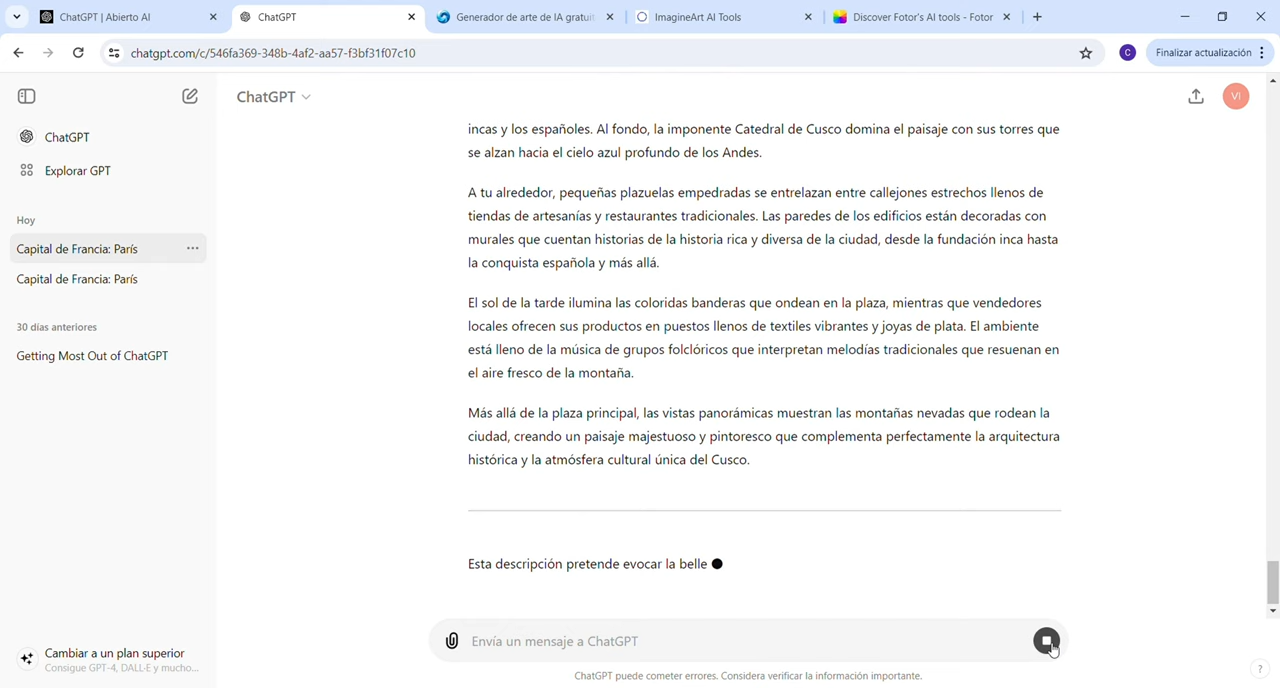 ChatGPT | Abierto AI
ChatGPT
Generador de arte de IA gratuit
ImagineArt AI Tools
Discover Fotor's AI tools - Fotor
chatgpt.com/c/546fa369-348b-4af2-aa57-f3bf31f07c10
C
Finalizar actualización
ChatGPT
VI
ChatGPT
Explorar GPT
Hoy
Capital de Francia: París
Capital de Francia: París
30 días anteriores
Getting Most Out of ChatGPT
incas y los españoles. Al fondo, la imponente Catedral de Cusco domina el paisaje con sus torres que
se alzan hacia el cielo azul profundo de los Andes.
A tu alrededor, pequeñas plazuelas empedradas se entrelazan entre callejones estrechos llenos de
tiendas de artesanías y restaurantes tradicionales. Las paredes de los edificios están decoradas con
murales que cuentan historias de la historia rica y diversa de la ciudad, desde la fundación inca hasta
la conquista española y más allá.
El sol de la tarde ilumina las coloridas banderas que ondean en la plaza, mientras que vendedores
locales ofrecen sus productos en puestos llenos de textiles vibrantes y joyas de plata. El ambiente
está lleno de la música de grupos folclóricos que interpretan melodías tradicionales que resuenan en
el aire fresco de la montaña.
Más allá de la plaza principal, las vistas panorámicas muestran las montañas nevadas que rodean la
ciudad, creando un paisaje majestuoso y pintoresco que complementa perfectamente la arquitectura
histórica y la atmósfera cultural única del Cusco.
Esta descripción pretende evocar la belle
Envía un mensaje a ChatGPT
ChatGPT puede cometer errores. Considera verificar la información importante.
Cambiar a un plan superior
Consigue GPT-4, DALL·E y mucho...
?